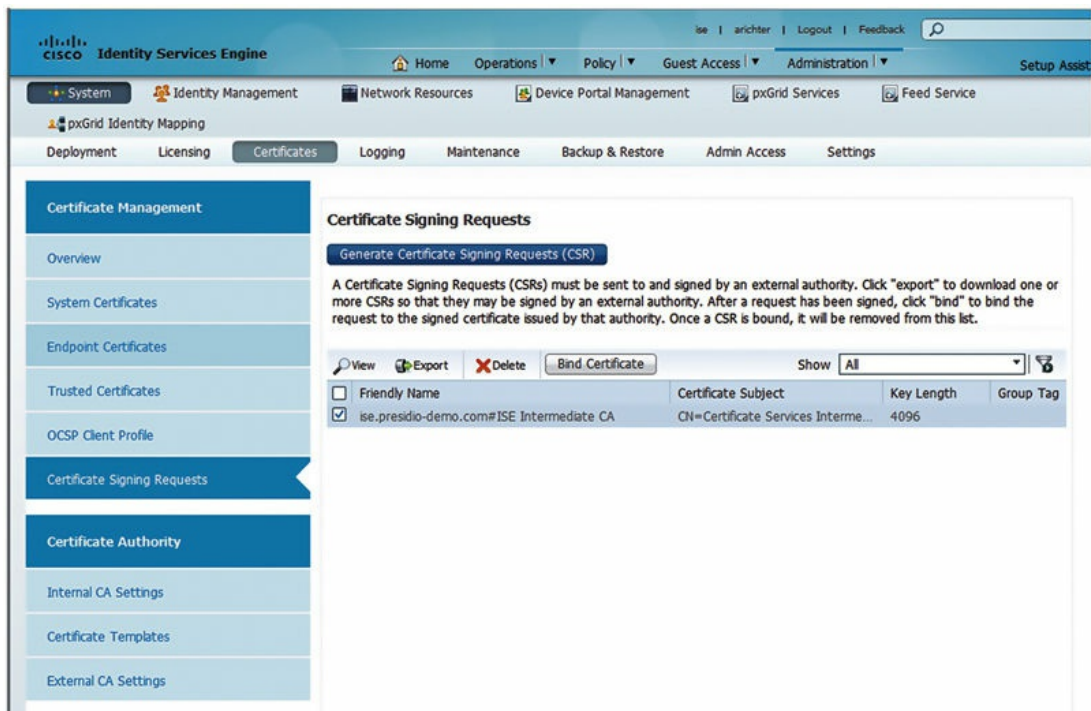 ise | arichter | Logout | Feedback
CISCO Identity Services Engine
Home Operations Policy Guest Access Administration Setup Assist
System Identity Management Network Resources Device Portal Management pxGrid Services Feed Service
pxGrid Identity Mapping
Deployment Licensing Certificates Logging Maintenance Backup & Restore Admin Access Settings
Certificate Management
Overview
System Certificates
Endpoint Certificates
Trusted Certificates
OCSP Client Profile
Certificate Signing Requests
Certificate Authority
Internal CA Settings
Certificate Templates
External CA Settings
Certificate Signing Requests
Generate Certificate Signing Requests (CSR)
A Certificate Signing Requests (CSRs) must be sent to and signed by an external authority. Click "export" to download one or
more CSRs so that they may be signed by an external authority. After a request has been signed, click "bind" to bind the
request to the signed certificate issued by that authority. Once a CSR is bound, it will be removed from this list.
View Export Delete Bind Certificate Show All
Friendly Name Certificate Subject Key Length Group Tag
ise.presidio-demo.com#ISE Intermediate CA CN=Certificate Services Interme... 4096